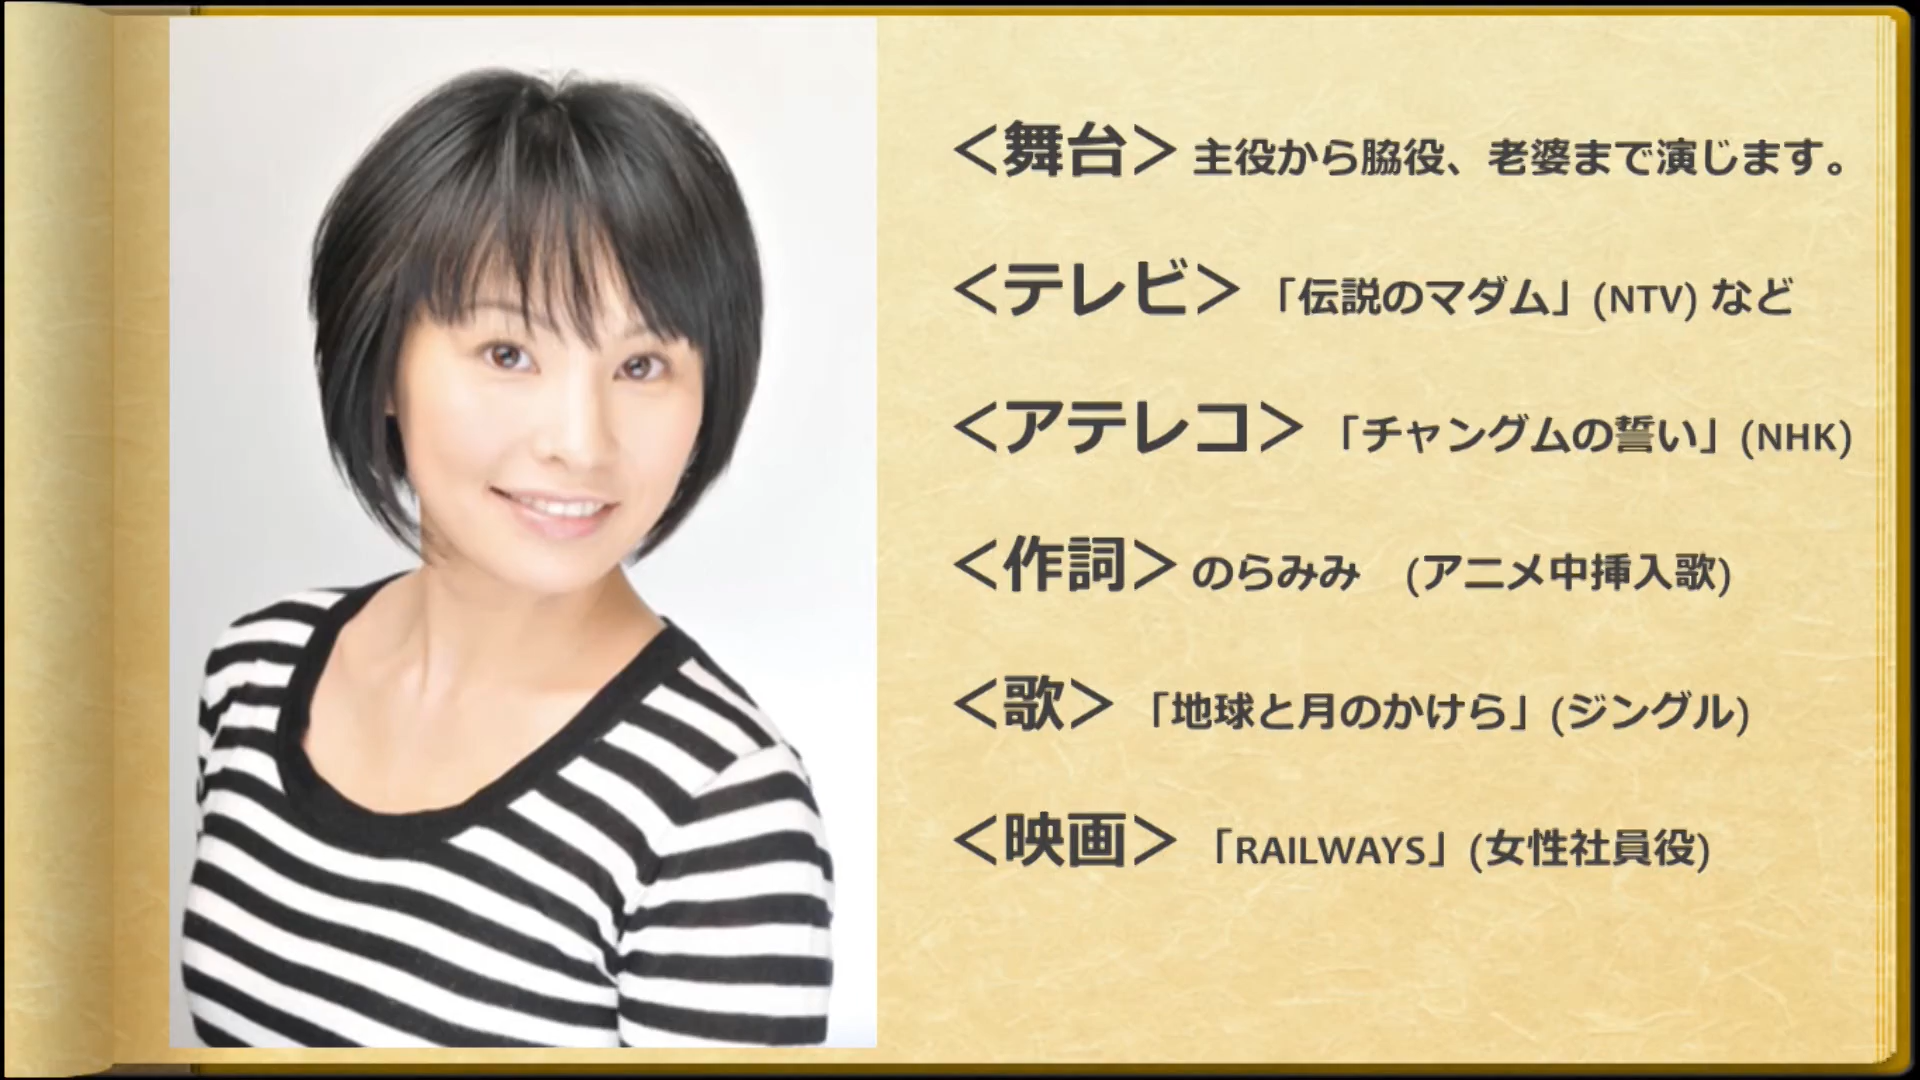 ＜舞台＞ 主役から脇役、老婆まで演じます。
＜テレビ＞ 「伝説のマダム」(NTV) など
＜アテレコ＞ 「チャングムの誓い」(NHK)
＜作詞＞ のらみみ　(アニメ中挿入歌)
＜歌＞ 「地球と月のかけら」(ジングル)
＜映画＞ 「RAILWAYS」(女性社員役)